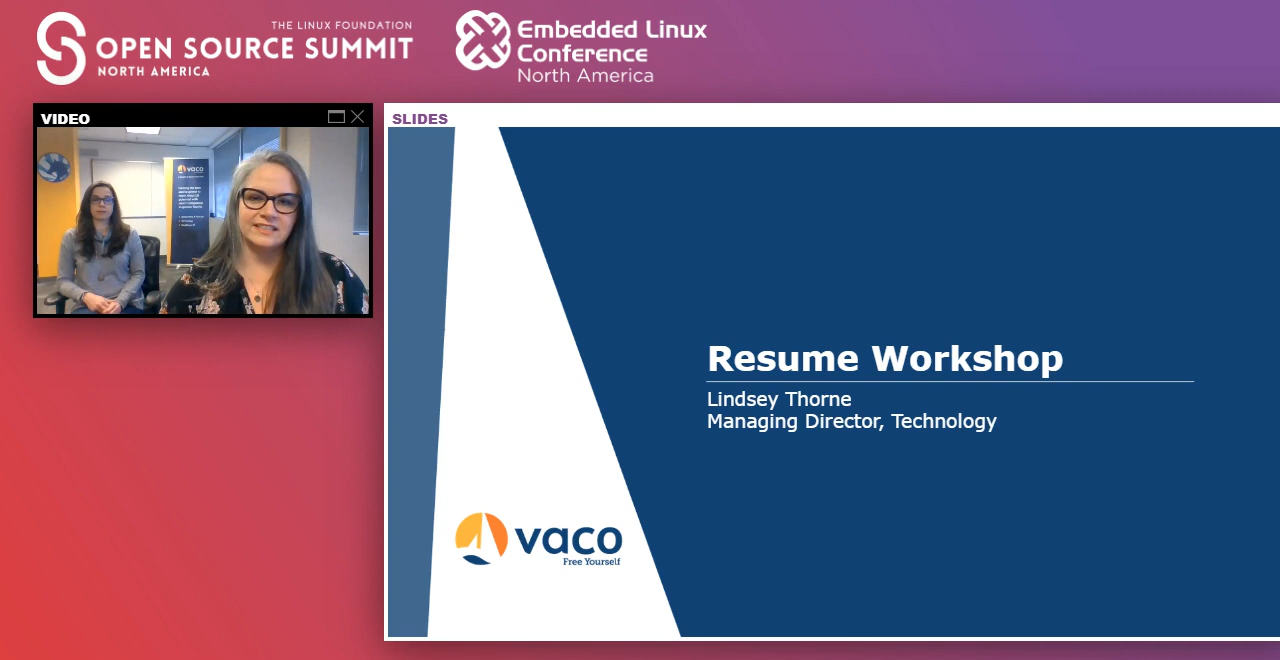 THE LINUX FOUNDATION
OPEN SOURCE SUMMIT
NORTH AMERICA
Embedded Linux
Conference
North America
VIDEO
vaco
SLIDES
Resume Workshop
Lindsey Thorne
Managing Director, Technology
vaco
Free Yourself